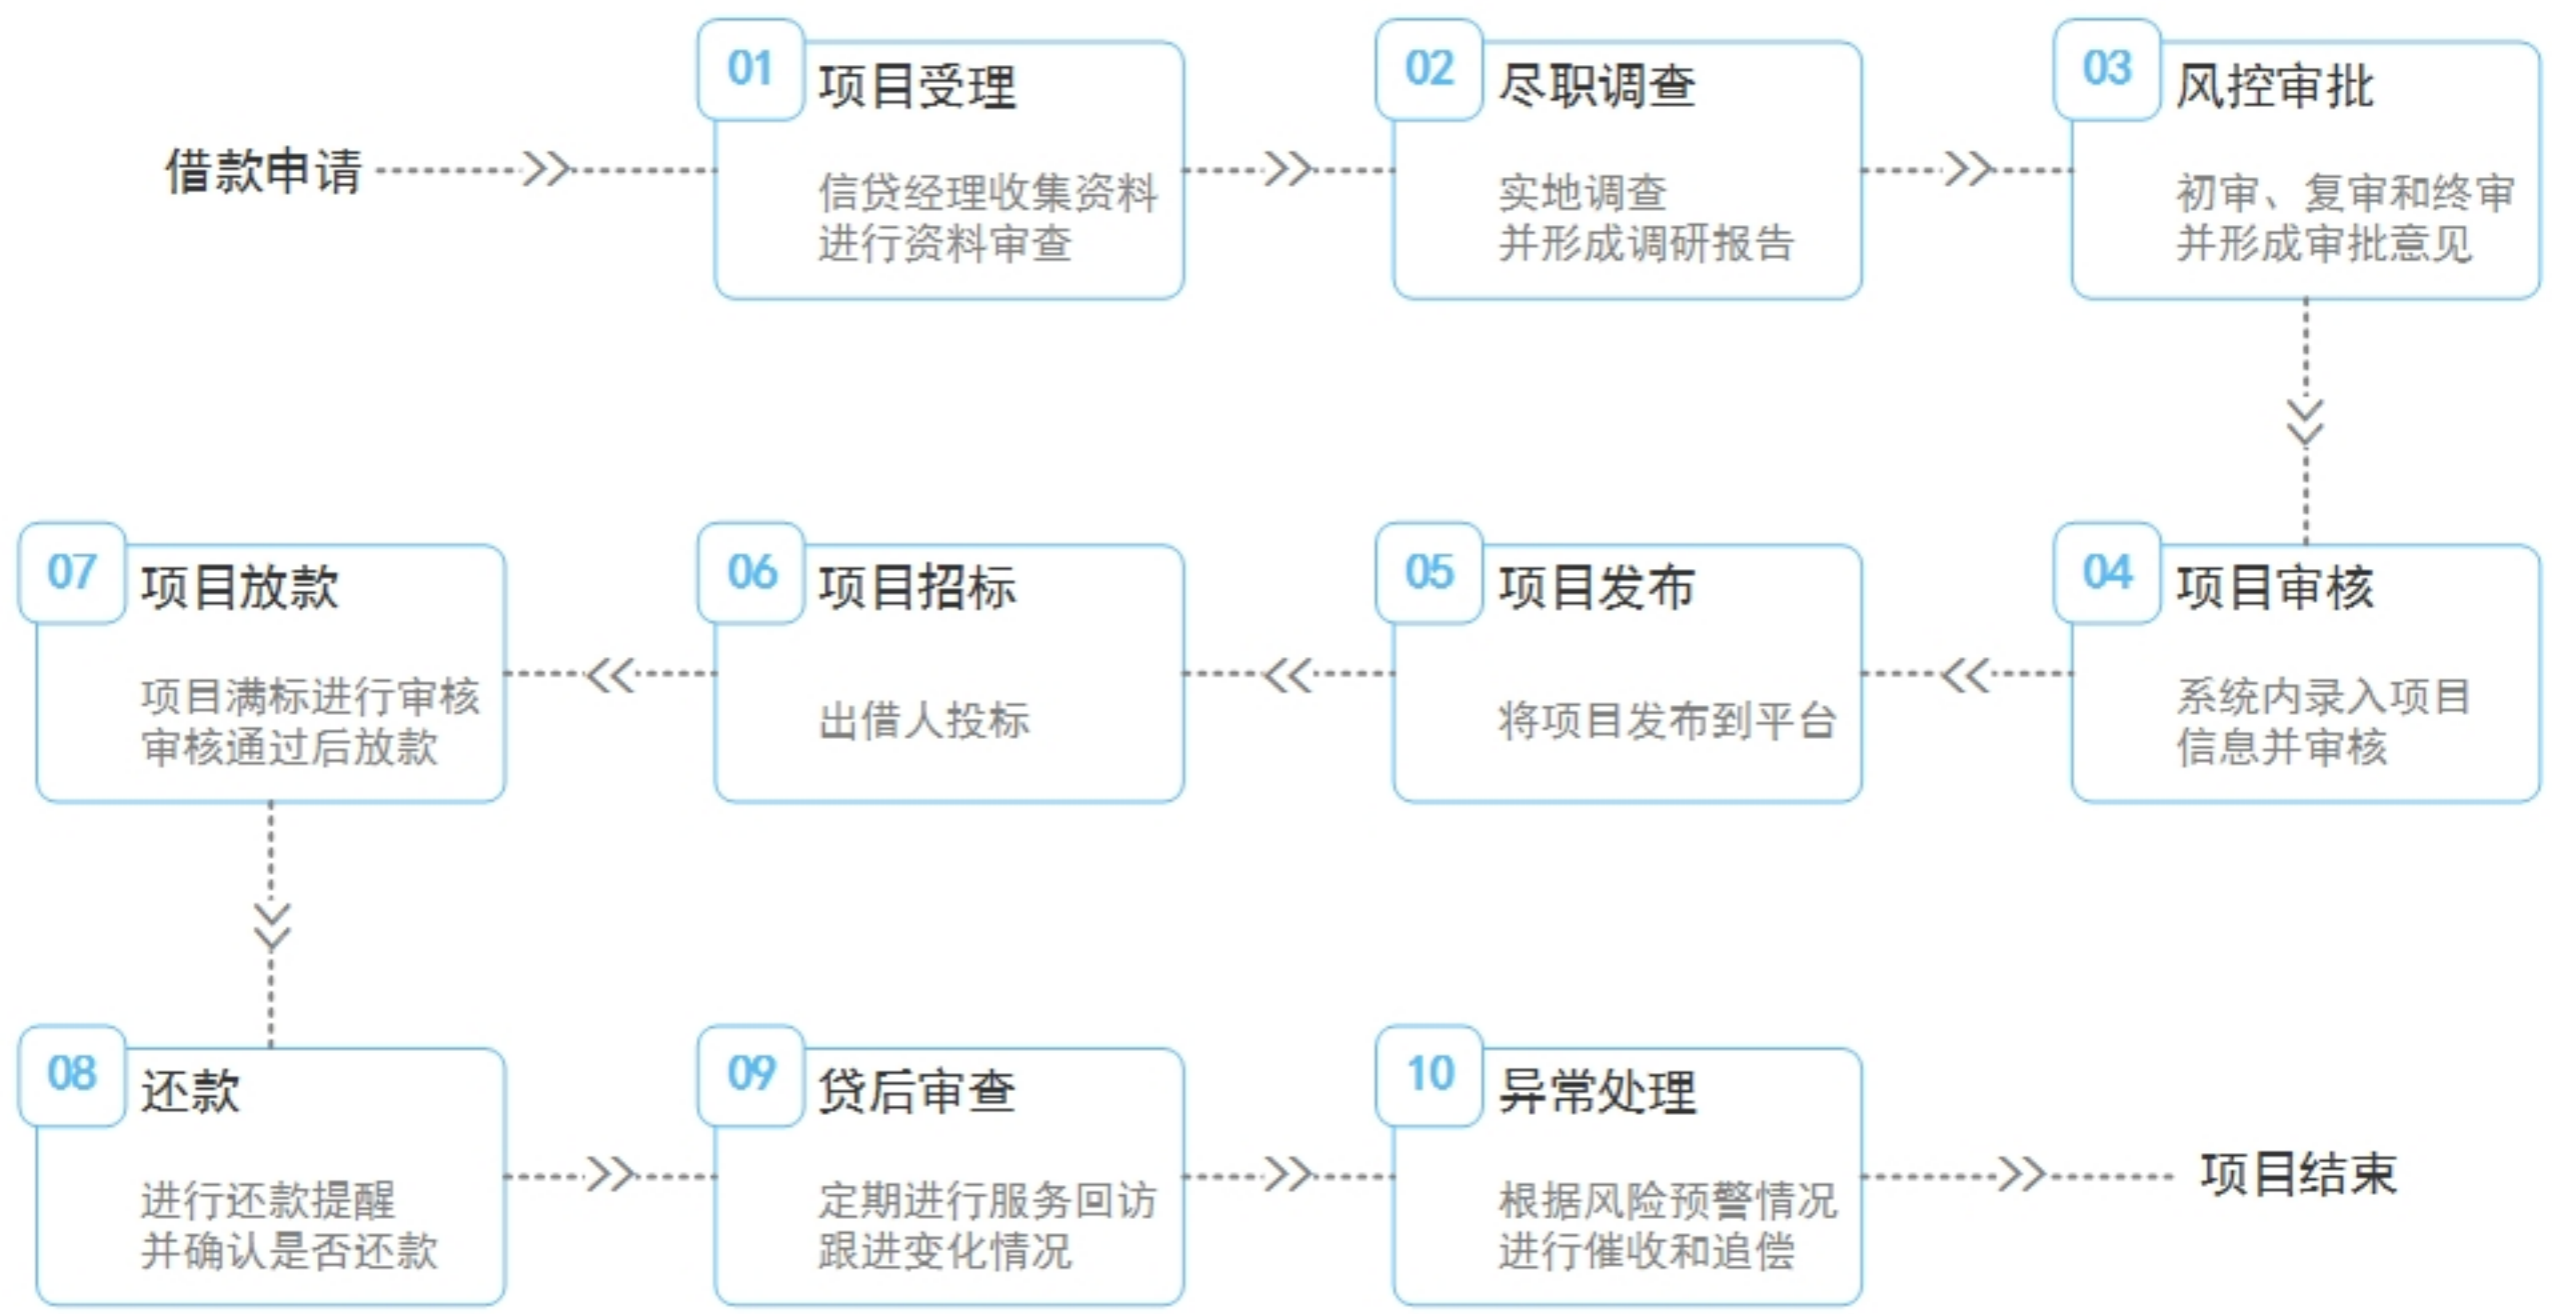 借款申请
01
项目受理
信贷经理收集资料
进行资料审查
02
尽职调查
实地调查
并形成调研报告
03
风控审批
初审、复审和终审
并形成审批意见
04
项目审核
系统内录入项目
信息并审核
05
项目发布
将项目发布到平台
06
项目招标
出借人投标
07
项目放款
项目满标进行审核
审核通过后放款
08
还款
进行还款提醒
并确认是否还款
09
贷后审查
定期进行服务回访
跟进变化情况
10
异常处理
根据风险预警情况
进行催收和追偿
项目结束